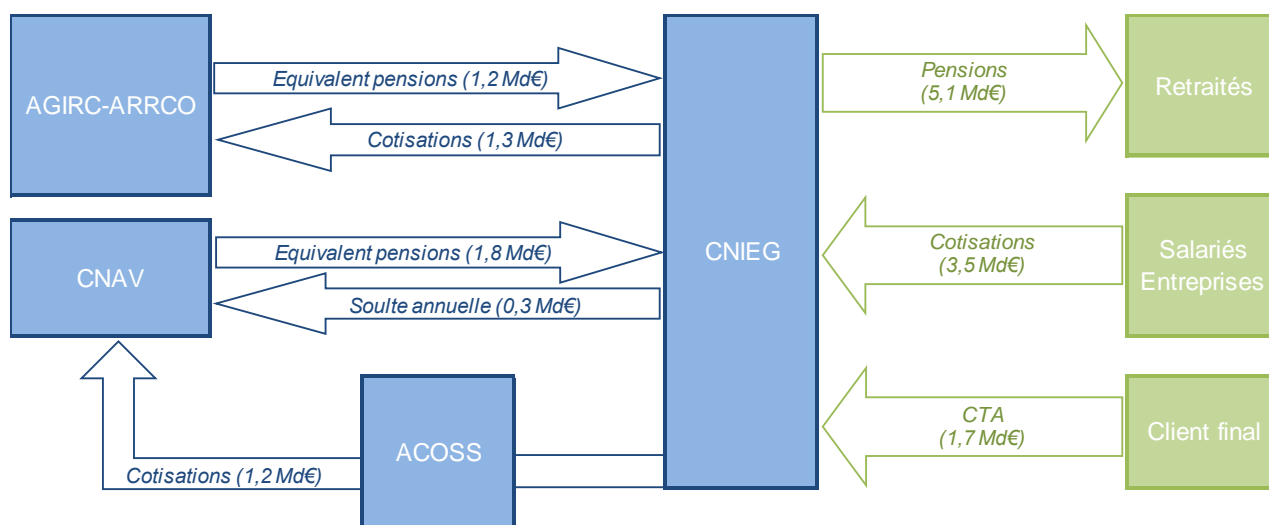 AGIRC-ARRCO
Equivalent pensions (1,2 Md€)
Cotisations (1,3 Md€)
CNAV
Equivalent pensions (1,8 Md€)
Soulte annuelle (0,3 Md€)
Cotisations (1,2 Md€)
ACOSS
CNIEG
Pensions
(5,1 Md€)
Retraités
Cotisations
(3,5 Md€)
Salariés
Entreprises
CTA
(1,7 Md€)
Client final